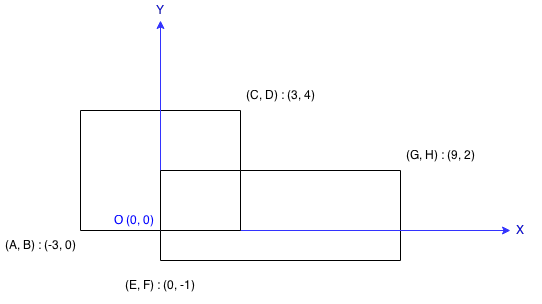 Y
(C, D) : (3, 4)
(G, H) : (9, 2)
O (0, 0)
X
(A, B) : (-3, 0)
(E, F) : (0, -1)